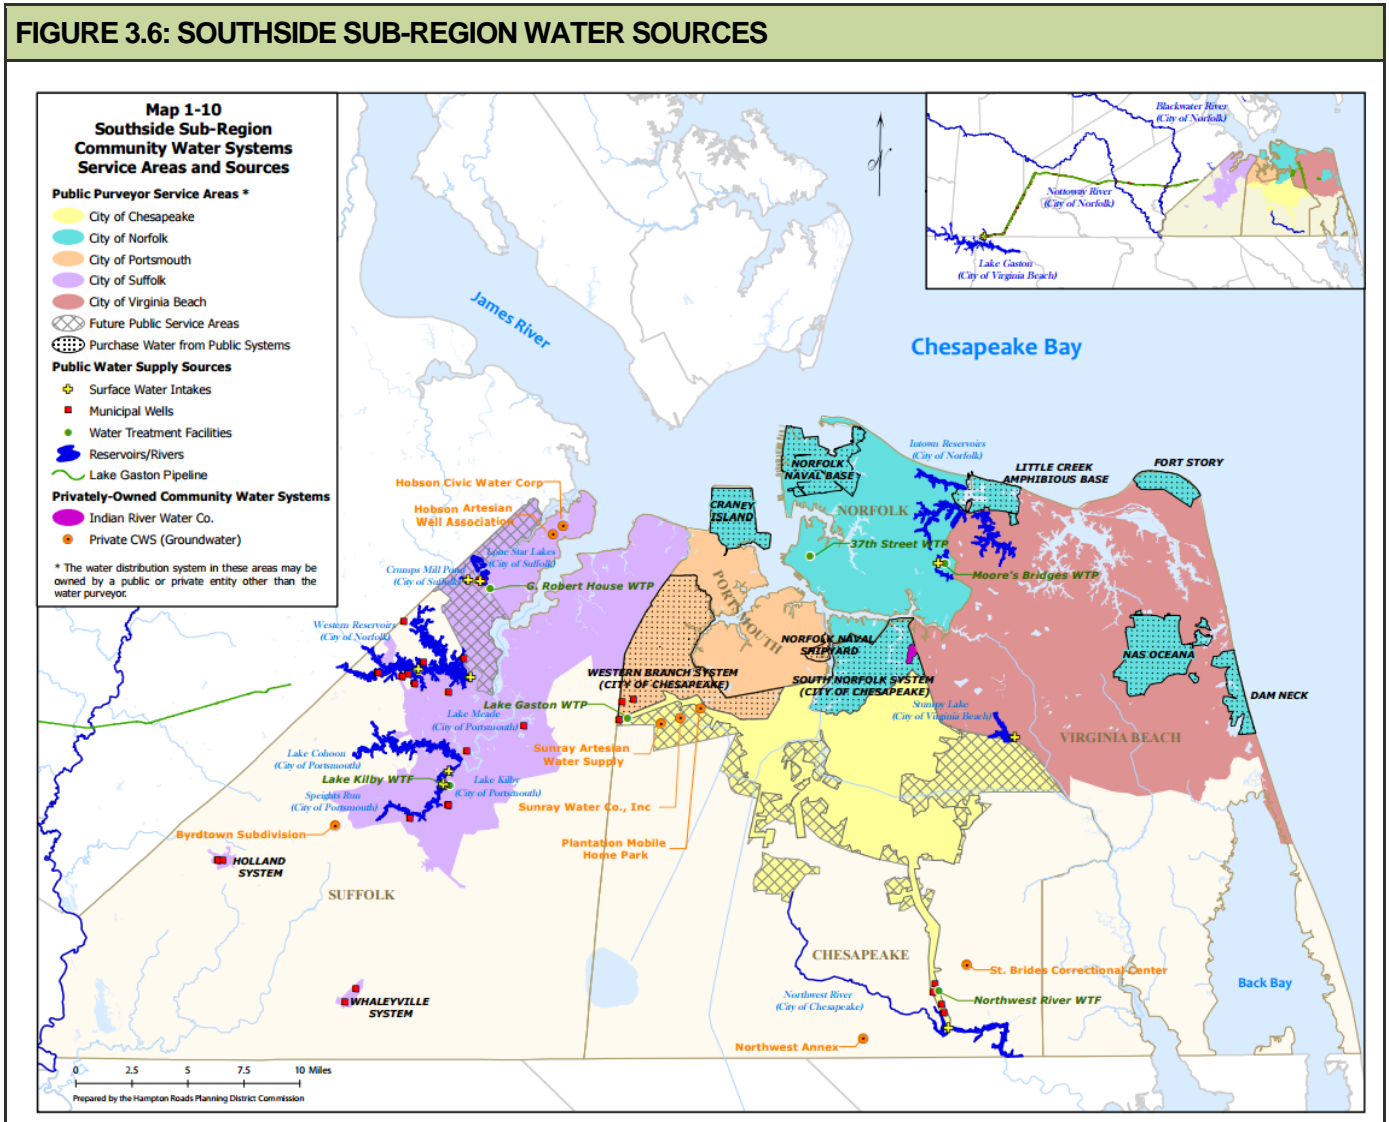 FIGURE 3.6: SOUTHSIDE SUB-REGION WATER SOURCES
Map 1-10
Southside Sub-Region
Community Water Systems
Service Areas and Sources
Public Purveyor Service Areas *
City of Chesapeake
City of Norfolk
City of Portsmouth
City of Suffolk
City of Virginia Beach
Future Public Service Areas
Purchase Water from Public Systems
Public Water Supply Sources
Surface Water Intakes
Municipal Wells
Water Treatment Facilities
Reservoirs/Rivers
Lake Gaston Pipeline
Privately-Owned Community Water Systems
Indian River Water Co.
Private CWS (Groundwater)
* The water distribution system in these areas may be
owned by a public or private entity other than the
water purveyor.
N
Blackwater River
(City of Norfolk)
Nottoway River
(City of Norfolk)
Lake Gaston
(City of Virginia Beach)
James River
Chesapeake Bay
NORFOLK
NAVAL BASE
Intown Reservoirs
(City of Norfolk)
LITTLE CREEK
AMPHIBIOUS BASE
FORT STORY
Hobson Civic Water Corp
Hobson Artesian
Well Association
CRANEY
ISLAND
NORFOLK
37th Street WTP
Lone Star Lakes
(City of Suffolk)
Crumps Mill Pond
(City of Suffolk)
G. Robert House WTP
Moore's Bridges WTP
PORTSMOUTH
Western Reservoirs
(City of Norfolk)
NORFOLK NAVAL
SHIPYARD
NAS OCEANA
WESTERN BRANCH SYSTEM
(CITY OF CHESAPEAKE)
SOUTH NORFOLK SYSTEM
(CITY OF CHESAPEAKE)
DAM NECK
Lake Gaston WTP
Stumpy Lake
(City of Virginia Beach)
Lake Meade
(City of Portsmouth)
VIRGINIA BEACH
Sunray Artesian
Water Supply
Lake Cohoon
(City of Portsmouth)
Lake Kilby WTF
Lake Kilby
(City of Portsmouth)
Speights Run
(City of Portsmouth)
Sunray Water Co., Inc
Byrdtown Subdivision
Plantation Mobile
Home Park
HOLLAND
SYSTEM
SUFFOLK
CHESAPEAKE
St. Brides Correctional Center
Back Bay
WHALEYVILLE
SYSTEM
Northwest River
(City of Chesapeake)
Northwest River WTF
Northwest Annex
0 2.5 5 7.5 10 Miles
Prepared by the Hampton Roads Planning District Commission